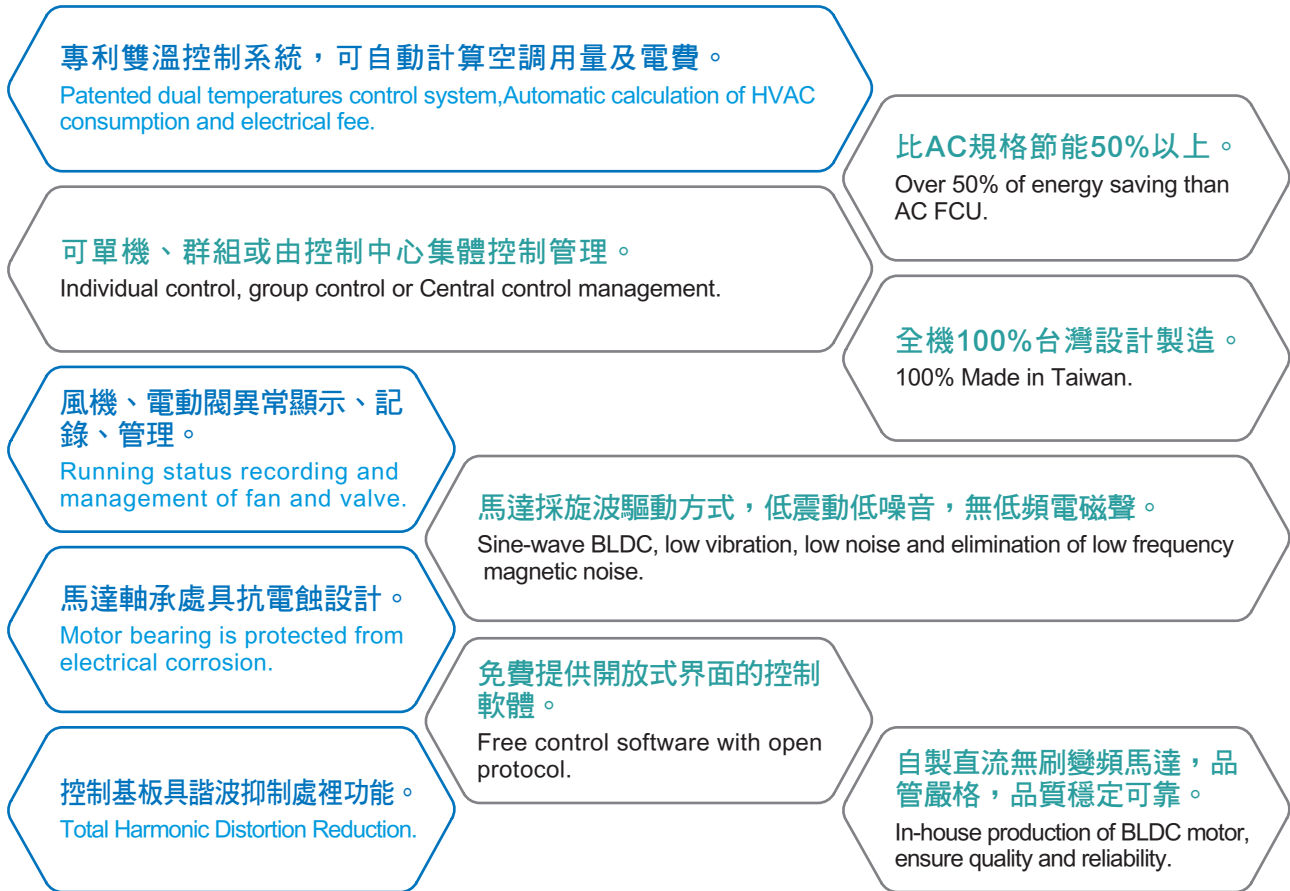 專利雙溫控制系統，可自動計算空調用量及電費。
Patented dual temperatures control system,Automatic calculation of HVAC
consumption and electrical fee.
比AC規格節能50%以上。
Over 50% of energy saving than
AC FCU.
可單機、群組或由控制中心集體控制管理。
Individual control, group control or Central control management.
全機100%台灣設計製造。
100% Made in Taiwan.
風機、電動閥異常顯示、記
錄、管理。
Running status recording and
management of fan and valve.
馬達採旋波驅動方式，低震動低噪音，無低頻電磁聲。
Sine-wave BLDC, low vibration, low noise and elimination of low frequency
magnetic noise.
馬達軸承處具抗電蝕設計。
Motor bearing is protected from
electrical corrosion.
免費提供開放式界面的控制
軟體。
Free control software with open
protocol.
控制基板具諧波抑制處裡功能。
Total Harmonic Distortion Reduction.
自製直流無刷變頻馬達，品
管嚴格，品質穩定可靠。
In-house production of BLDC motor,
ensure quality and reliability.